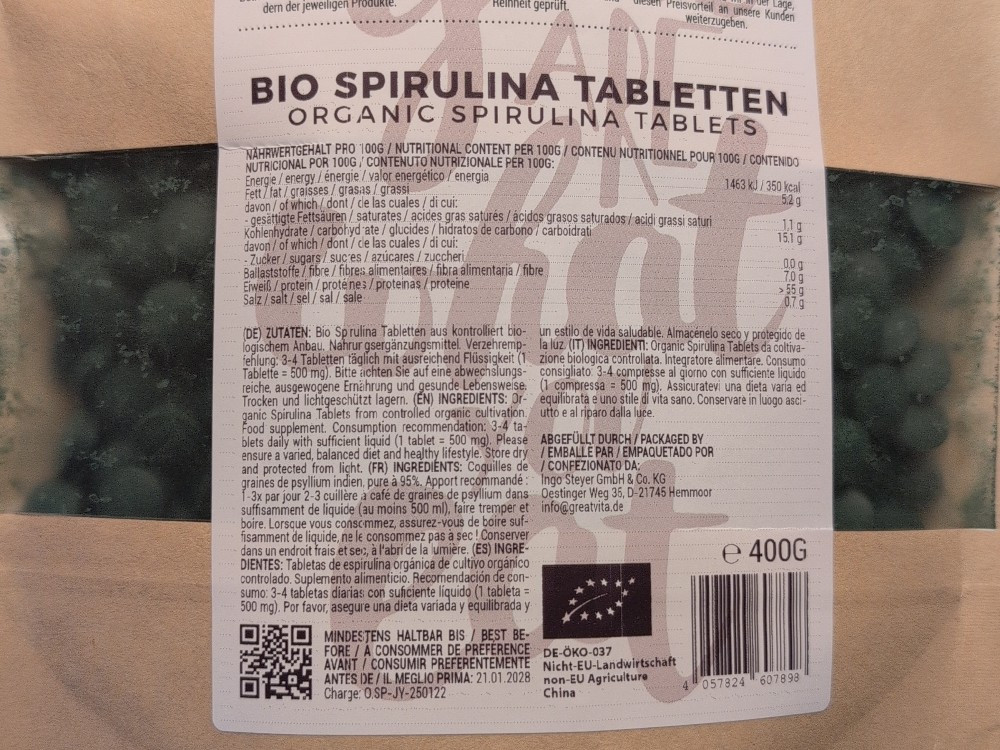 dern der jeweiligen Produkte.
Reinheit geprüft.
der Lage,
diesen Preisvorteil an unsere Kunden
weiterzugeben.
BIO SPIRULINA TABLETTEN
ORGANIC SPIRULINA TABLETS
NÄHRWERTGEHALT PRO 100G / NUTRITIONAL CONTENT PER 100G / CONTENU NUTRITIONNEL POUR 100G / CONTENIDO
NUTRICIONAL POR 100G / CONTENUTO NUTRIZIONALE PER 100G:
Energie / energy / énergie / valor energético / energia 1463 kJ / 350 kcal
Fett / fat / graisses / grasas / grassi 5,2 g
davon / of which / dont / de las cuales / di cui:
- gesättigte Fettsäuren / saturates / acides gras saturés / ácidos grasos saturados / acidi grassi saturi 1,1 g
Kohlenhydrate / carbohydrate / glucides / hidratos de carbono / carboidrati 15,1 g
davon / of which / dont / de las cuales / di cui:
- Zucker / sugars / sucres / azúcares / zuccheri 0,0 g
Ballaststoffe / fibre / fibres alimentaires / fibra alimentaria / fibre 7,0 g
Eiweiß / protein / protéines / proteinas / proteine > 55 g
Salz / salt / sel / sal / sale 0,7 g
(DE) ZUTATEN: Bio Spirulina Tabletten aus kontrolliert bio-
logischem Anbau. Nahrungsergänzungsmittel. Verzehremp-
fehlung: 3-4 Tabletten täglich mit ausreichend Flüssigkeit (1
Tablette = 500 mg). Bitte achten Sie auf eine abwechslungs-
reiche, ausgewogene Ernährung und gesunde Lebensweise.
Trocken und lichtgeschützt lagern. (EN) INGREDIENTS: Or-
ganic Spirulina Tablets from controlled organic cultivation.
Food supplement. Consumption recommendation: 3-4 ta-
blets daily with sufficient liquid (1 tablet = 500 mg). Please
ensure a varied, balanced diet and healthy lifestyle. Store dry
and protected from light. (FR) INGREDIENTS: Coquilles de
graines de psyllium indien, pure à 95%. Apport recommandé :
1-3x par jour 2-3 cuillère à café de graines de psyllium dans
suffisamment de liquide (au moins 500 ml), faire tremper et
boire. Lorsque vous consommez, assurez-vous de boire suf-
fisamment de liquide, ne le consommez pas à sec ! Conserver
dans un endroit frais et sec, à l'abri de la lumière. (ES) INGRE-
DIENTES: Tabletas de espirulina orgánica de cultivo orgánico
controlado. Suplemento alimenticio. Recomendación de con-
sumo: 3-4 tabletas diarias con suficiente líquido (1 tableta =
500 mg). Por favor, asegure una dieta variada y equilibrada y
un estilo de vida saludable. Almacénelo seco y protegido de
la luz. (IT) INGREDIENTI: Organic Spirulina Tablets da coltiva-
zione biologica controllata. Integratore alimentare. Consumo
consigliato: 3-4 compresse al giorno con sufficiente liquido
(1 compressa = 500 mg). Assicuratevi una dieta varia ed
equilibrata e uno stile di vita sano. Conservare in luogo asci-
utto e al riparo dalla luce.
ABGEFÜLLT DURCH / PACKAGED BY
/ EMBALLE PAR / EMPAQUETADO POR
/ CONFEZIONATO DA:
Ingo Steyer GmbH & Co. KG
Oestinger Weg 36, D-21745 Hemmoor
info@greatvita.de
℮ 400G
MINDESTENS HALTBAR BIS / BEST BE-
FORE / A CONSOMMER DE PRÉFÉRENCE
AVANT / CONSUMIR PREFERENTEMENTE
ANTES DE / IL MEGLIO PRIMA: 21.01.2028
Charge: O.SP-JY-250122
DE-ÖKO-037
Nicht-EU-Landwirtschaft
non-EU Agriculture
China
4 057824 607898